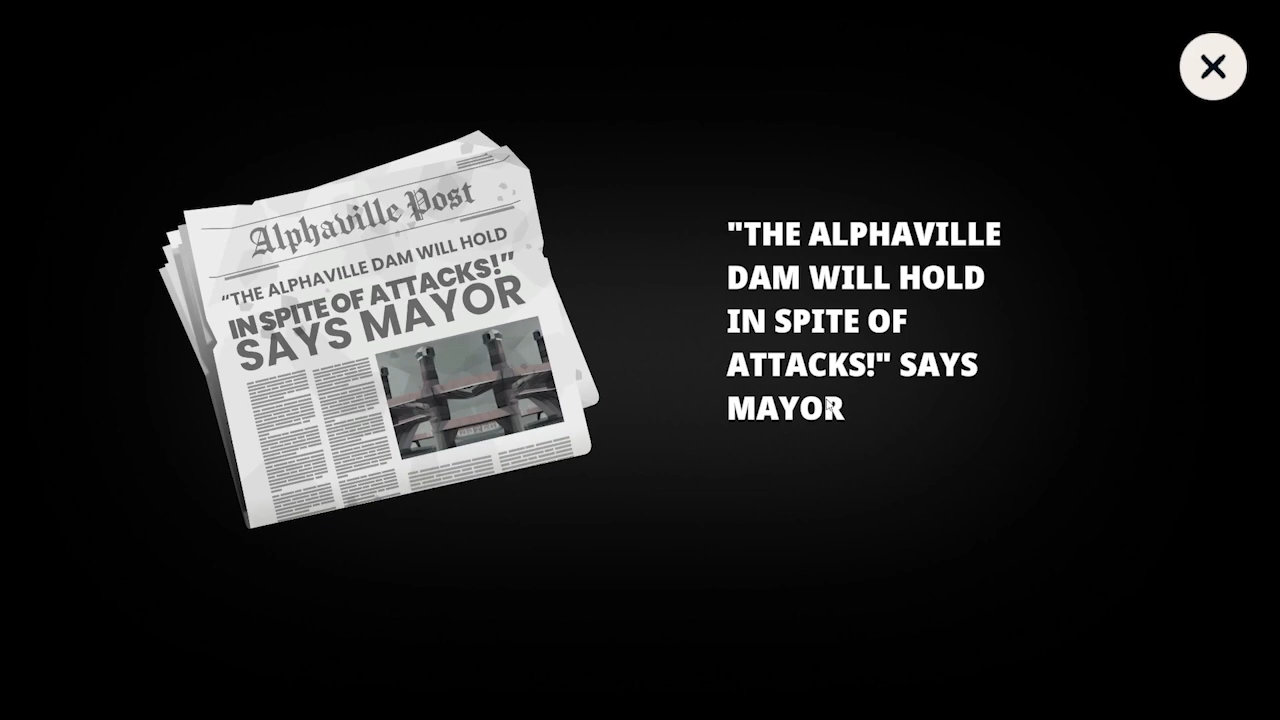 Alphaville Post
“THE ALPHAVILLE DAM WILL HOLD
IN SPITE OF ATTACKS!”
SAYS MAYOR
"THE ALPHAVILLE
DAM WILL HOLD
IN SPITE OF
ATTACKS!" SAYS
MAYOR